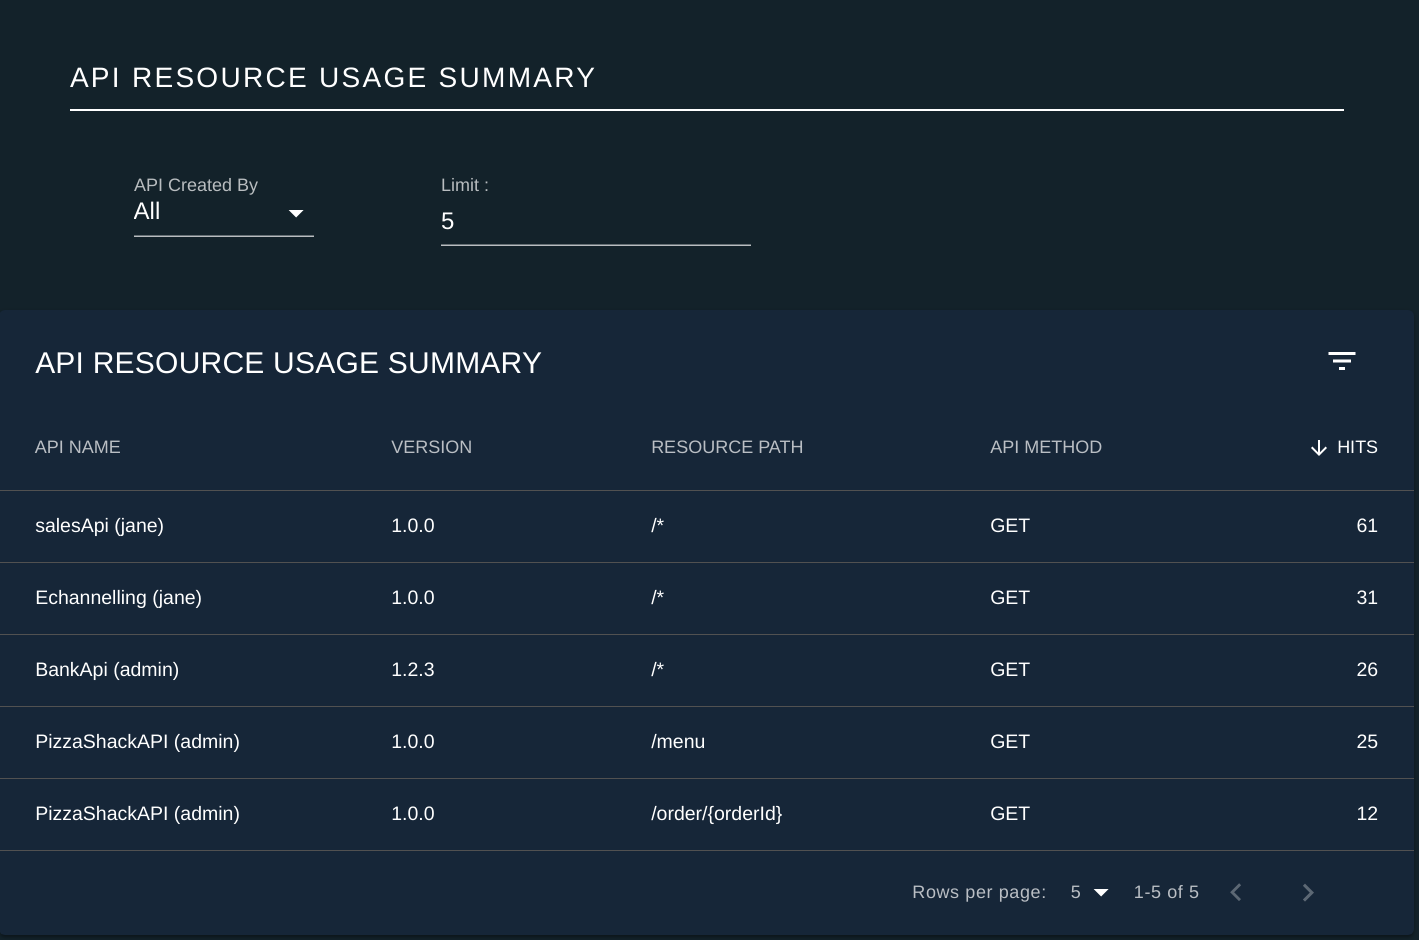 API RESOURCE USAGE SUMMARY
API Created By
All
Limit :
5
API RESOURCE USAGE SUMMARY
API NAME VERSION RESOURCE PATH API METHOD HITS
salesApi (jane) 1.0.0 /* GET 61
Echannelling (jane) 1.0.0 /* GET 31
BankApi (admin) 1.2.3 /* GET 26
PizzaShackAPI (admin) 1.0.0 /menu GET 25
PizzaShackAPI (admin) 1.0.0 /order/{orderId} GET 12
Rows per page: 5 1-5 of 5